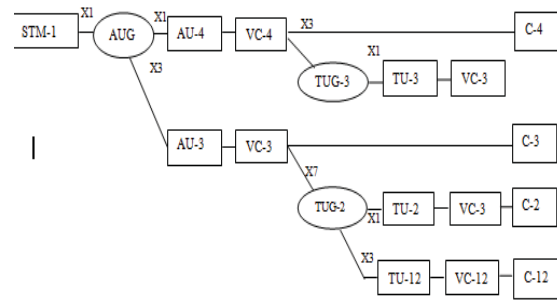 X1 X1 X3
STM-1 AUG AU-4 VC-4 C-4
X3 X1
TUG-3 TU-3 VC-3
AU-3 VC-3 C-3
X7
TUG-2 TU-2 VC-3 C-2
X1
X3
TU-12 VC-12 C-12